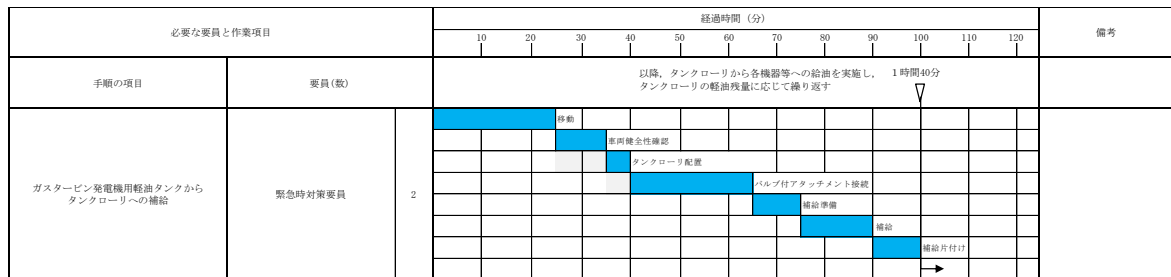 必要な要員と作業項目
経過時間(分)
備考
10 20 30 40 50 60 70 80 90 100 110 120
手順の項目
要員(数)
以降,タンクローリから各機器等への給油を実施し,
タンクローリの軽油残量に応じて繰り返す
1時間40分
ガスタービン発電機用軽油タンクから
タンクローリへの補給
緊急時対策要員
2
移動
車両健全性確認
タンクローリ配置
バルブ付アタッチメント接続
補給準備
補給
補給片付け